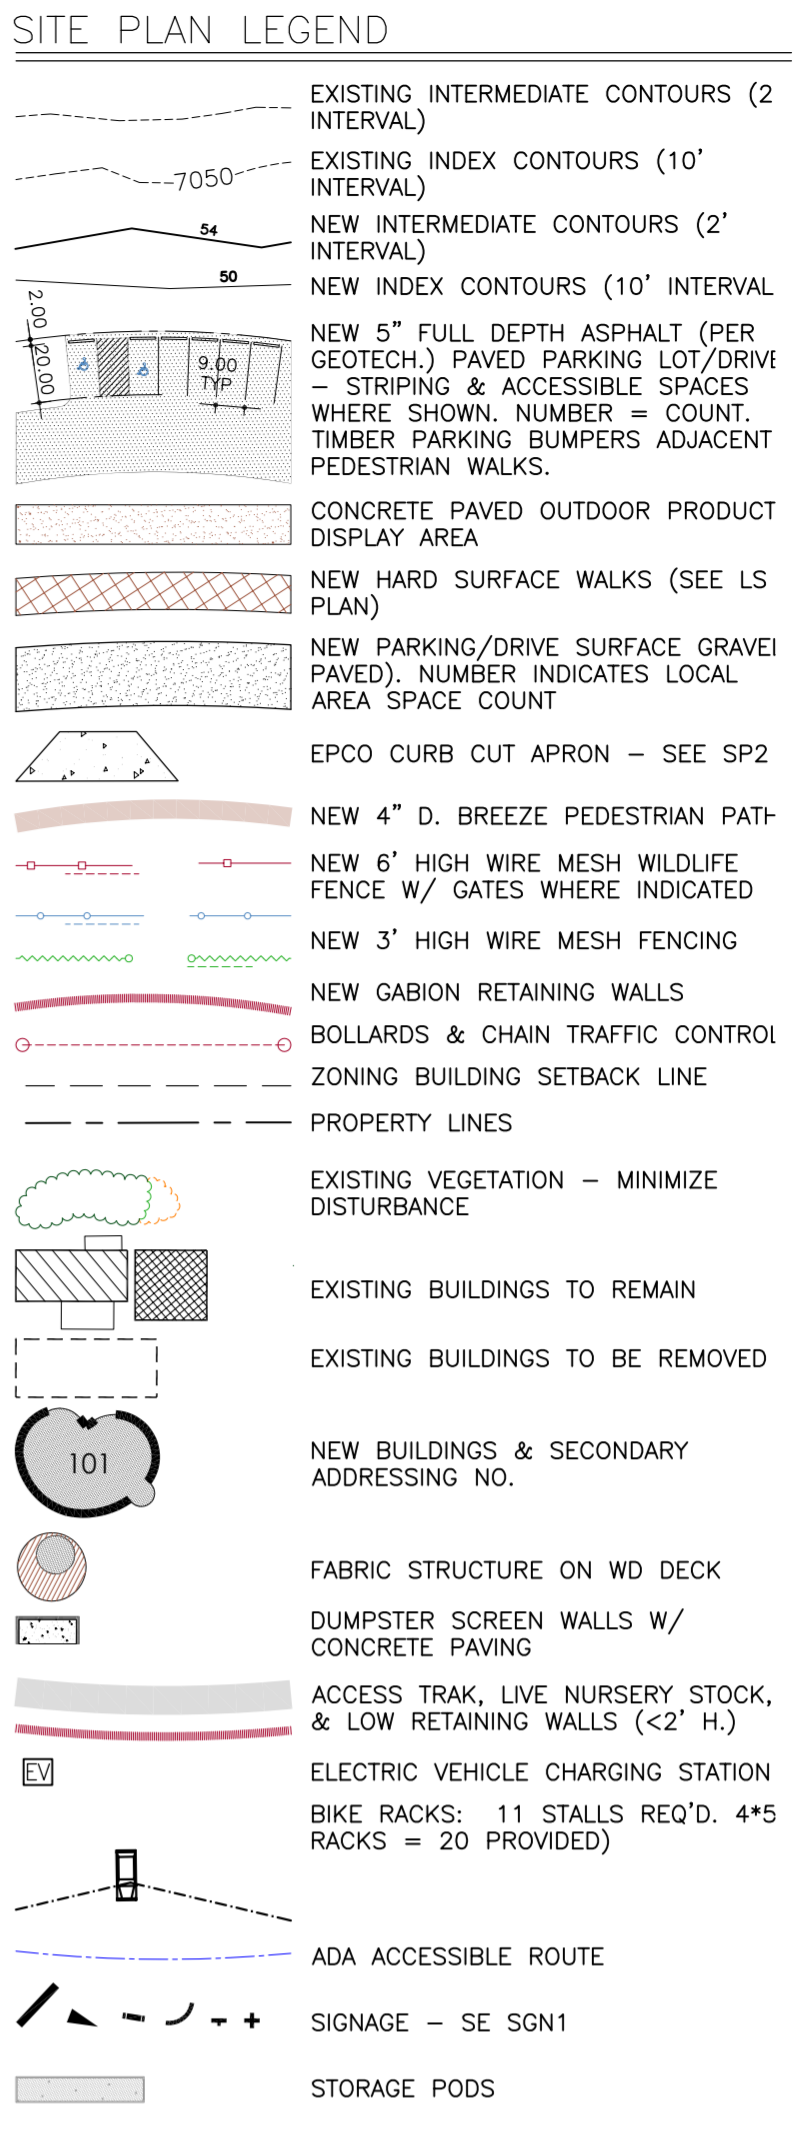 SITE PLAN LEGEND
EXISTING INTERMEDIATE CONTOURS (2
INTERVAL)
7050
EXISTING INDEX CONTOURS (10'
INTERVAL)
54
NEW INTERMEDIATE CONTOURS (2'
INTERVAL)
50
NEW INDEX CONTOURS (10' INTERVAL
2.00
20.00
9.00
TYP
NEW 5" FULL DEPTH ASPHALT (PER
GEOTECH.) PAVED PARKING LOT/DRIVE
– STRIPING & ACCESSIBLE SPACES
WHERE SHOWN. NUMBER = COUNT.
TIMBER PARKING BUMPERS ADJACENT
PEDESTRIAN WALKS.
CONCRETE PAVED OUTDOOR PRODUCT
DISPLAY AREA
NEW HARD SURFACE WALKS (SEE LS
PLAN)
NEW PARKING/DRIVE SURFACE GRAVEL
PAVED). NUMBER INDICATES LOCAL
AREA SPACE COUNT
EPCO CURB CUT APRON – SEE SP2
NEW 4" D. BREEZE PEDESTRIAN PATH
NEW 6' HIGH WIRE MESH WILDLIFE
FENCE W/ GATES WHERE INDICATED
NEW 3' HIGH WIRE MESH FENCING
NEW GABION RETAINING WALLS
BOLLARDS & CHAIN TRAFFIC CONTROL
ZONING BUILDING SETBACK LINE
PROPERTY LINES
EXISTING VEGETATION – MINIMIZE
DISTURBANCE
EXISTING BUILDINGS TO REMAIN
EXISTING BUILDINGS TO BE REMOVED
101
NEW BUILDINGS & SECONDARY
ADDRESSING NO.
FABRIC STRUCTURE ON WD DECK
DUMPSTER SCREEN WALLS W/
CONCRETE PAVING
ACCESS TRAK, LIVE NURSERY STOCK,
& LOW RETAINING WALLS (<2' H.)
EV
ELECTRIC VEHICLE CHARGING STATION
BIKE RACKS: 11 STALLS REQ'D. 4*5
RACKS = 20 PROVIDED)
ADA ACCESSIBLE ROUTE
SIGNAGE – SE SGN1
STORAGE PODS